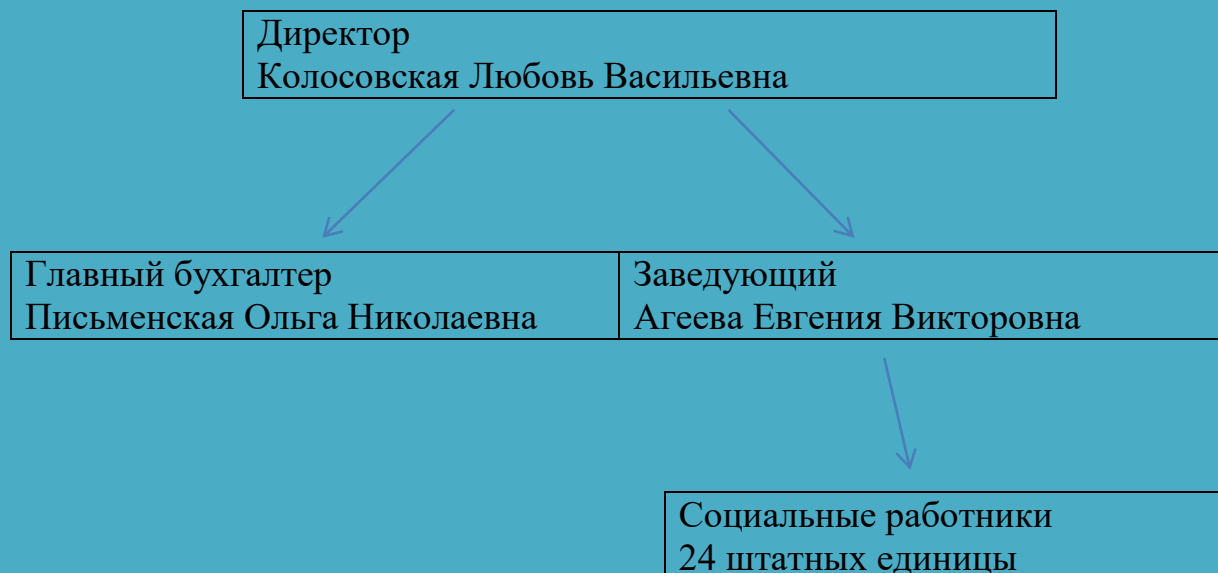 Директор
Колосовская Любовь Васильевна
Главный бухгалтер
Письменская Ольга Николаевна
Заведующий
Агеева Евгения Викторовна
Социальные работники
24 штатных единицы